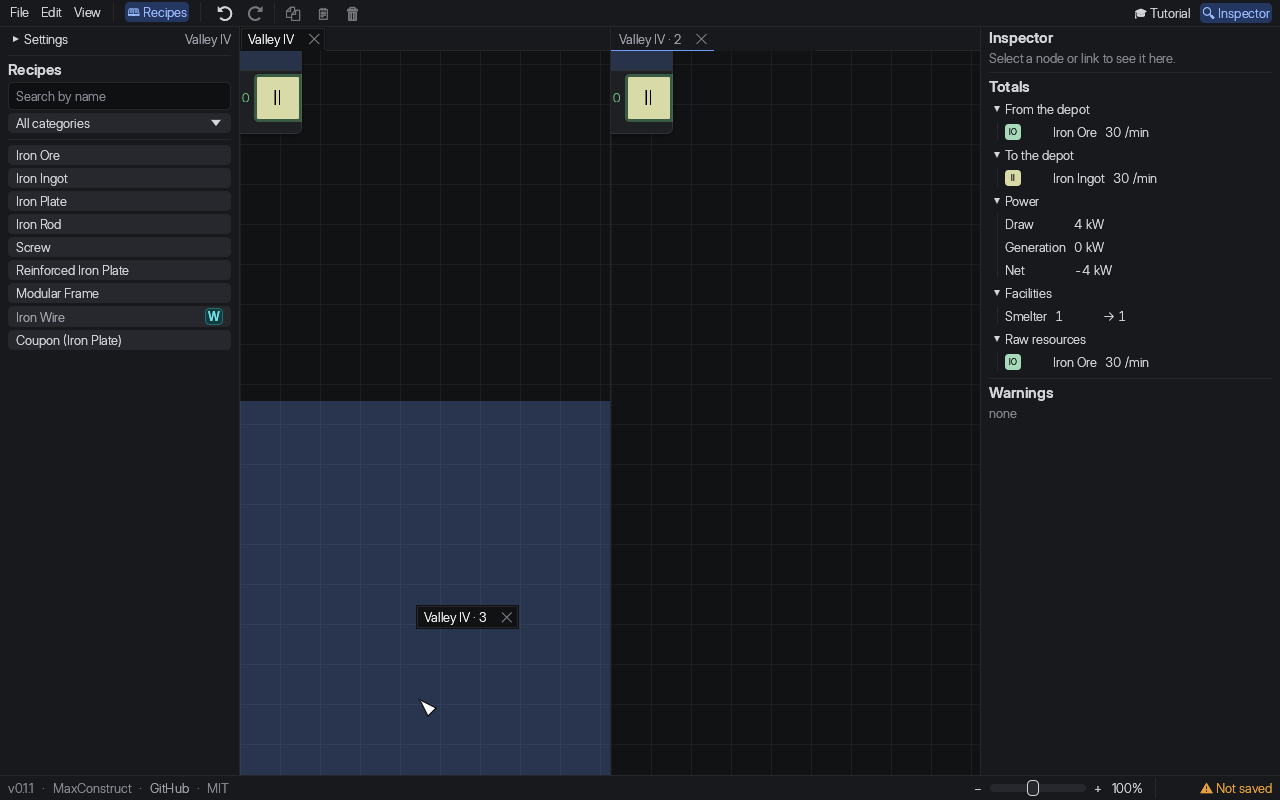 File Edit View Recipes Tutorial Inspector
Settings Valley IV
Recipes
Search by name
All categories
Iron Ore
Iron Ingot
Iron Plate
Iron Rod
Screw
Reinforced Iron Plate
Modular Frame
Iron Wire W
Coupon (Iron Plate)
Valley IV
0 II
Valley IV · 3
Valley IV · 2
0 II
Inspector
Select a node or link to see it here.
Totals
From the depot
IO Iron Ore 30 /min
To the depot
II Iron Ingot 30 /min
Power
Draw 4 kW
Generation 0 kW
Net -4 kW
Facilities
Smelter 1 → 1
Raw resources
IO Iron Ore 30 /min
Warnings
none
v0.1.1 · MaxConstruct · GitHub · MIT
− + 100% Not saved